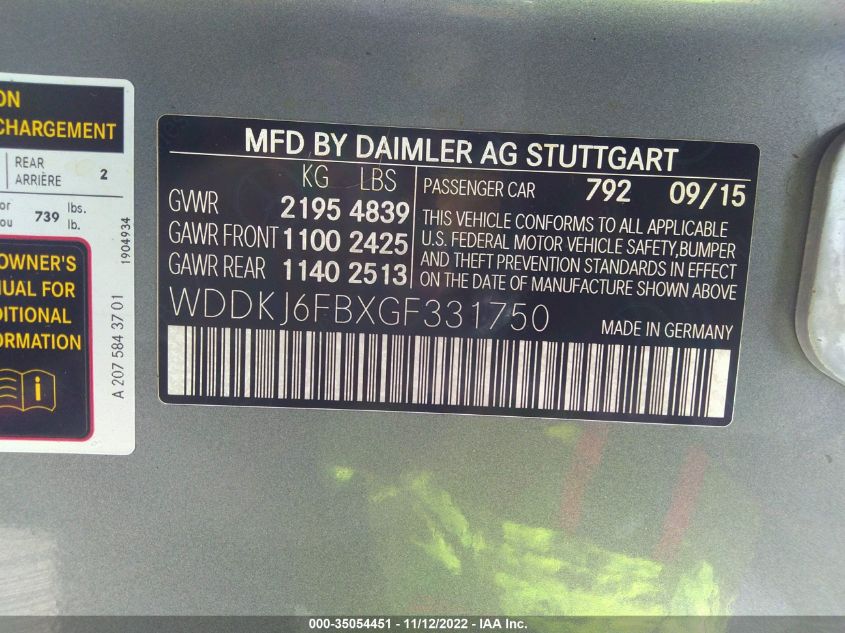 ON
CHARGEMENT
REAR
ARRIÈRE 2
or
ou 739 lbs.
lb.
OWNER'S
NUAL FOR
DITIONAL
ORMATION
i
A 207 584 37 01
1904934
MFD BY DAIMLER AG STUTTGART
KG LBS
GVWR 2195 4839
GAWR FRONT 1100 2425
GAWR REAR 1140 2513
PASSENGER CAR 792 09/15
THIS VEHICLE CONFORMS TO ALL APPLICABLE
U.S. FEDERAL MOTOR VEHICLE SAFETY,BUMPER
AND THEFT PREVENTION STANDARDS IN EFFECT
ON THE DATE OF MANUFACTURE SHOWN ABOVE
WDDKJ6FBXGF331750
MADE IN GERMANY
000-35054451 - 11/12/2022 - IAA Inc.